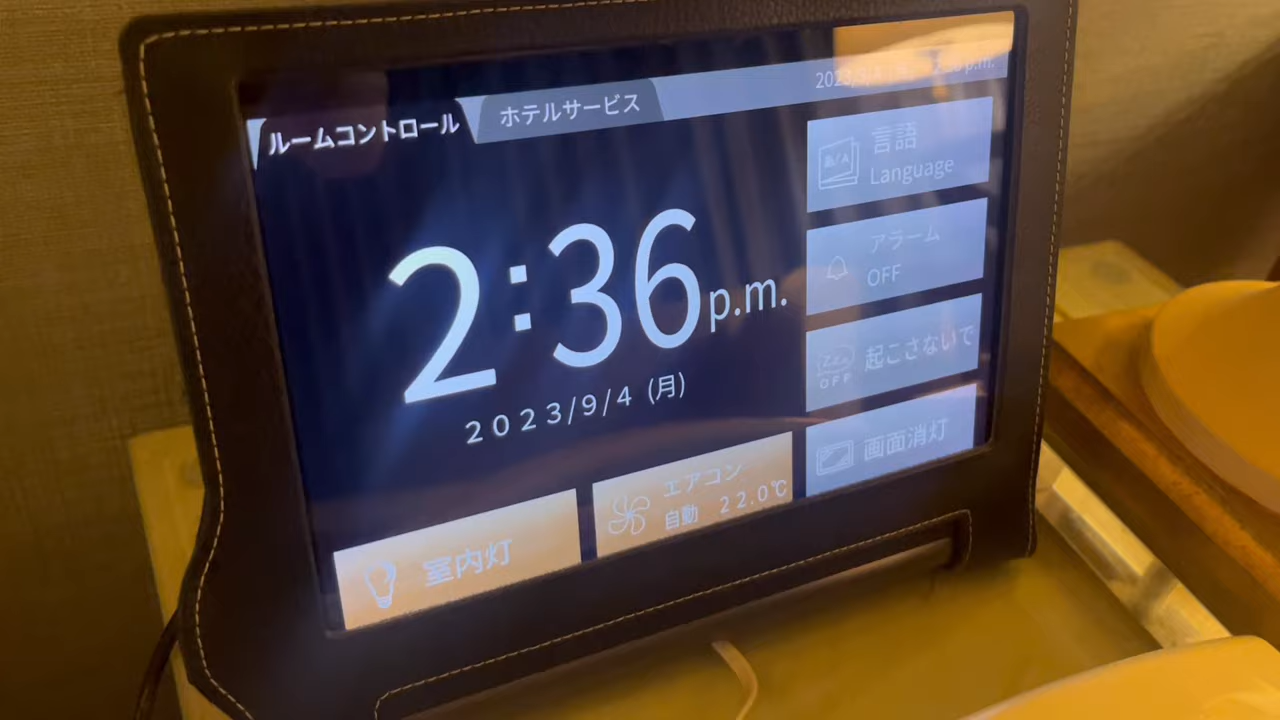 ルームコントロール
ホテルサービス
2:36 p.m.
2023/9/4 (月)
言語
Language
アラーム
OFF
起こさないで
OFF
画面消灯
室内灯
エアコン
自動 22.0℃